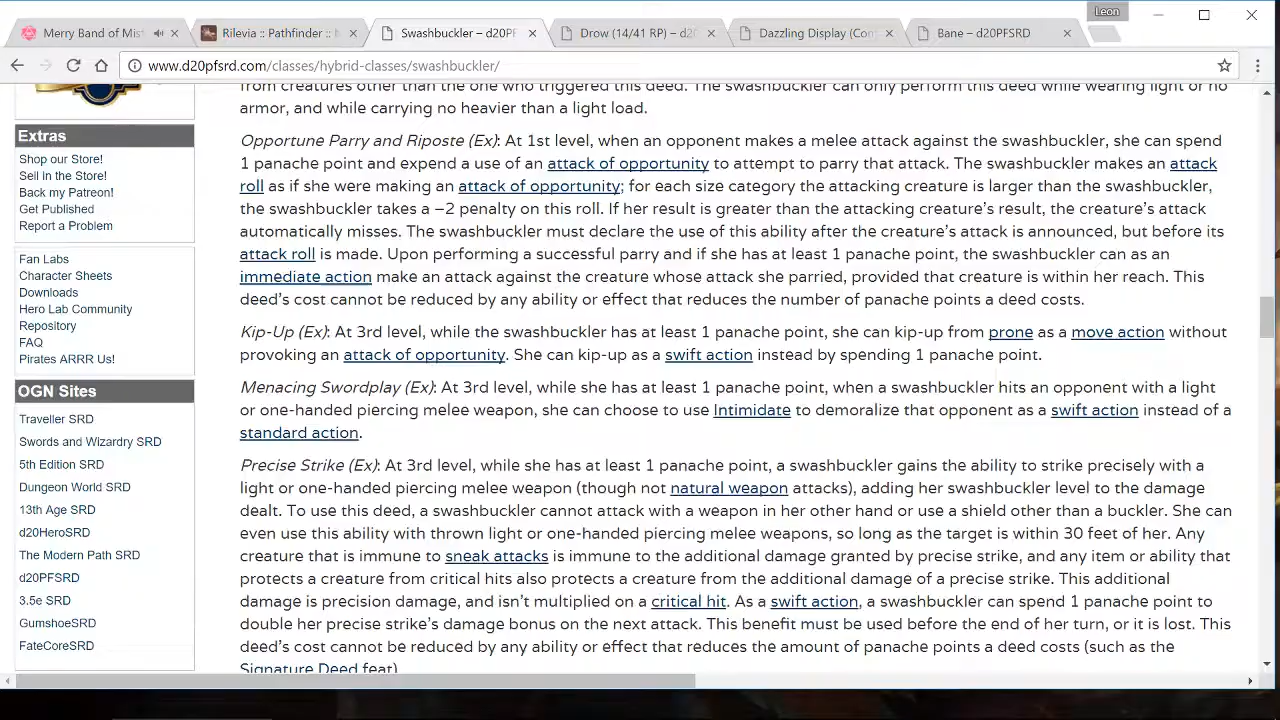 Leon
Merry Band of Mis
Rilevia :: Pathfinder :: h
Swashbuckler – d20PF
Drow (14/41 RP) – d20
Dazzling Display (Com
Bane – d20PFSRD
www.d20pfsrd.com/classes/hybrid-classes/swashbuckler/
from creatures other than the one who triggered this deed. The swashbuckler can only perform this deed while wearing light or no
armor, and while carrying no heavier than a light load.
Extras
Shop our Store!
Sell in the Store!
Back my Patreon!
Get Published
Report a Problem
Fan Labs
Character Sheets
Downloads
Hero Lab Community
Repository
FAQ
Pirates ARRR Us!
OGN Sites
Traveller SRD
Swords and Wizardry SRD
5th Edition SRD
Dungeon World SRD
13th Age SRD
d20HeroSRD
The Modern Path SRD
d20PFSRD
3.5e SRD
GumshoeSRD
FateCoreSRD
Opportune Parry and Riposte (Ex): At 1st level, when an opponent makes a melee attack against the swashbuckler, she can spend
1 panache point and expend a use of an attack of opportunity to attempt to parry that attack. The swashbuckler makes an attack
roll as if she were making an attack of opportunity; for each size category the attacking creature is larger than the swashbuckler,
the swashbuckler takes a –2 penalty on this roll. If her result is greater than the attacking creature's result, the creature's attack
automatically misses. The swashbuckler must declare the use of this ability after the creature's attack is announced, but before its
attack roll is made. Upon performing a successful parry and if she has at least 1 panache point, the swashbuckler can as an
immediate action make an attack against the creature whose attack she parried, provided that creature is within her reach. This
deed's cost cannot be reduced by any ability or effect that reduces the number of panache points a deed costs.
Kip-Up (Ex): At 3rd level, while the swashbuckler has at least 1 panache point, she can kip-up from prone as a move action without
provoking an attack of opportunity. She can kip-up as a swift action instead by spending 1 panache point.
Menacing Swordplay (Ex): At 3rd level, while she has at least 1 panache point, when a swashbuckler hits an opponent with a light
or one-handed piercing melee weapon, she can choose to use Intimidate to demoralize that opponent as a swift action instead of a
standard action.
Precise Strike (Ex): At 3rd level, while she has at least 1 panache point, a swashbuckler gains the ability to strike precisely with a
light or one-handed piercing melee weapon (though not natural weapon attacks), adding her swashbuckler level to the damage
dealt. To use this deed, a swashbuckler cannot attack with a weapon in her other hand or use a shield other than a buckler. She can
even use this ability with thrown light or one-handed piercing melee weapons, so long as the target is within 30 feet of her. Any
creature that is immune to sneak attacks is immune to the additional damage granted by precise strike, and any item or ability that
protects a creature from critical hits also protects a creature from the additional damage of a precise strike. This additional
damage is precision damage, and isn't multiplied on a critical hit. As a swift action, a swashbuckler can spend 1 panache point to
double her precise strike's damage bonus on the next attack. This benefit must be used before the end of her turn, or it is lost. This
deed's cost cannot be reduced by any ability or effect that reduces the amount of panache points a deed costs (such as the
Signature Deed feat)